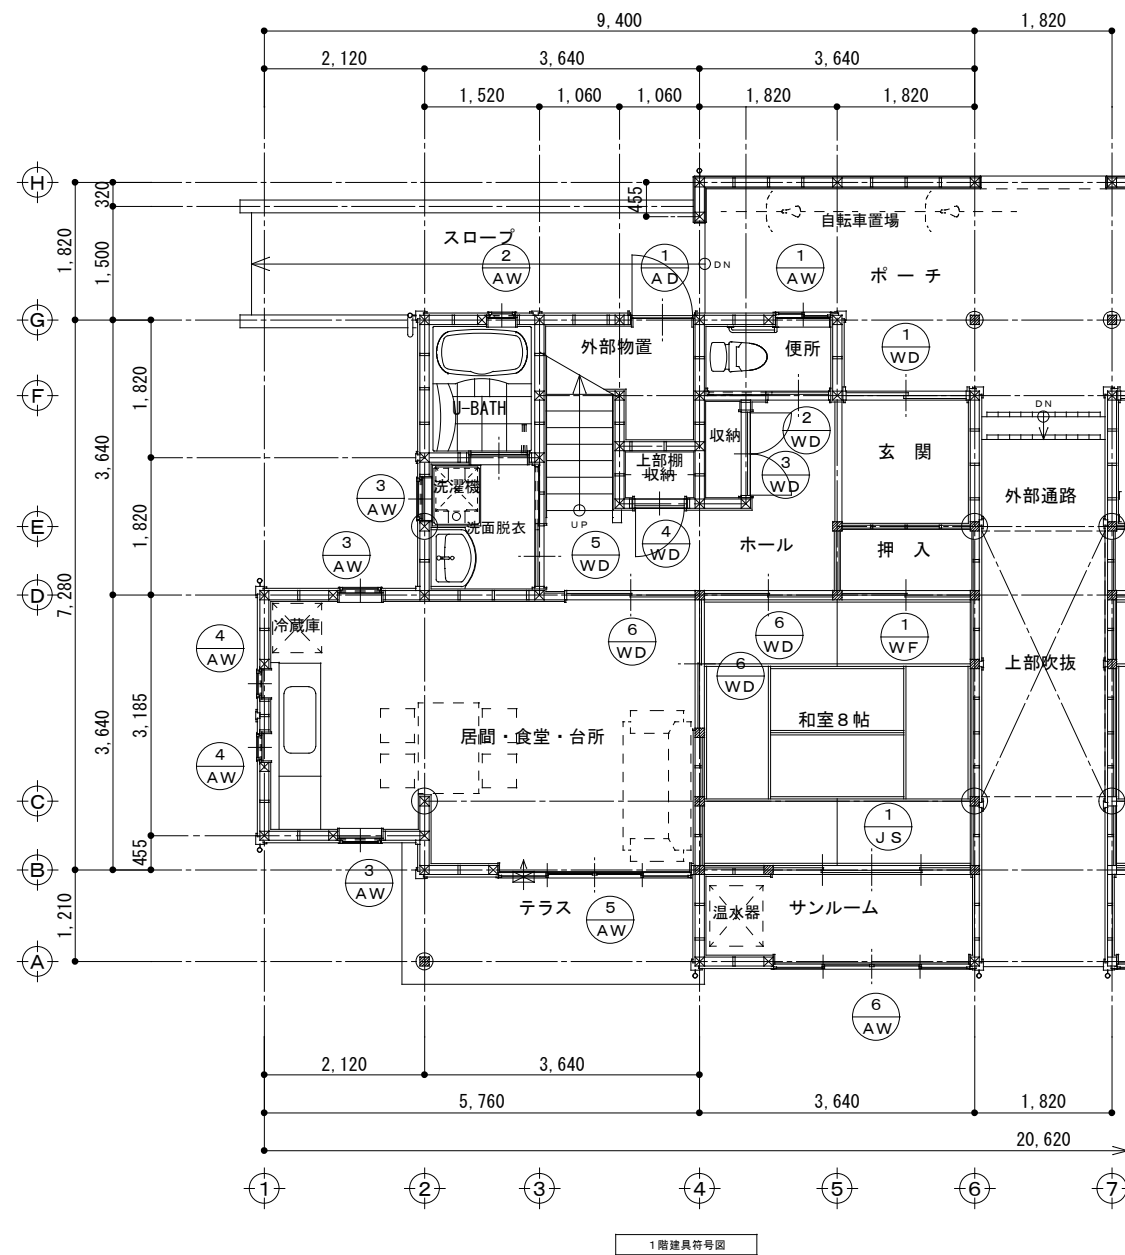 9,400
1,820
2,120
3,640
3,640
1,520
1,060
1,060
1,820
1,820
H
320
455
自転車置場
スロープ
1,820
1,500
2
AW
1
AD
DN
1
AW
ポーチ
G
外部物置
便所
1
WD
1,820
F
DN
U-BATH
収納
2
WD
玄関
3,640
上部棚
収納
3
WD
洗濯機
3
AW
外部通路
E
UP
洗面脱衣
1,820
3
AW
5
WD
4
WD
ホール
押入
D
7,280
冷蔵庫
4
AW
6
WD
6
WD
1
WF
6
WD
上部吹抜
3,640
3,185
居間・食堂・台所
和室8帖
4
AW
C
1
JS
455
B
3
AW
テラス
5
AW
温水器
サンルーム
1,210
A
6
AW
2,120
3,640
5,760
3,640
1,820
20,620
1
2
3
4
5
6
7
1階建具符号図